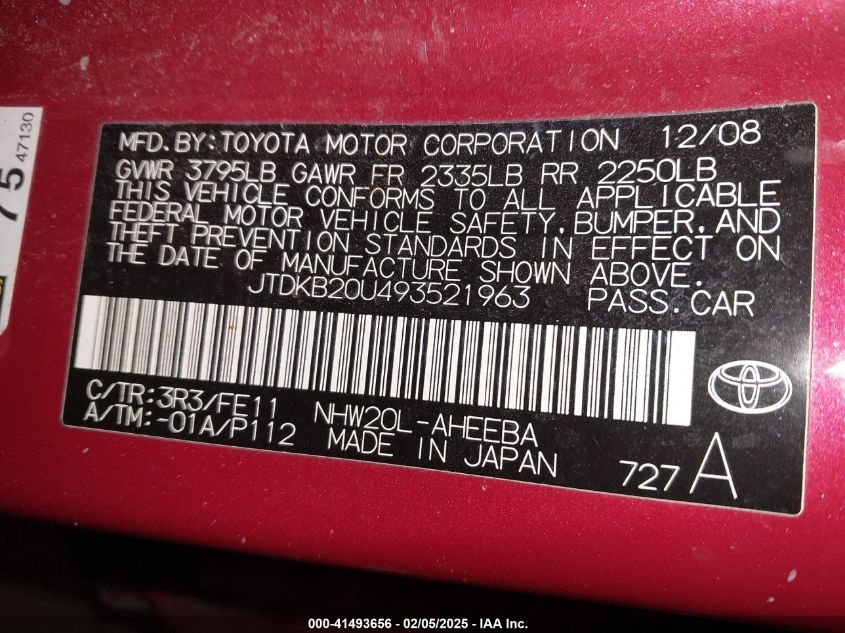 MFD. BY: TOYOTA MOTOR CORPORATION 12/08
GVWR 3795LB GAWR FR 2335LB RR 2250LB
THIS VEHICLE CONFORMS TO ALL APPLICABLE
FEDERAL MOTOR VEHICLE SAFETY, BUMPER, AND
THEFT PREVENTION STANDARDS IN EFFECT ON
THE DATE OF MANUFACTURE SHOWN ABOVE.
JTDKB20U493521963 PASS. CAR
C/TR: 3R3/FE11 NHW20L-AHEEBA
A/TM: -01A/P112 MADE IN JAPAN
727 A
75
47130
000-41493656 - 02/05/2025 - IAA Inc.